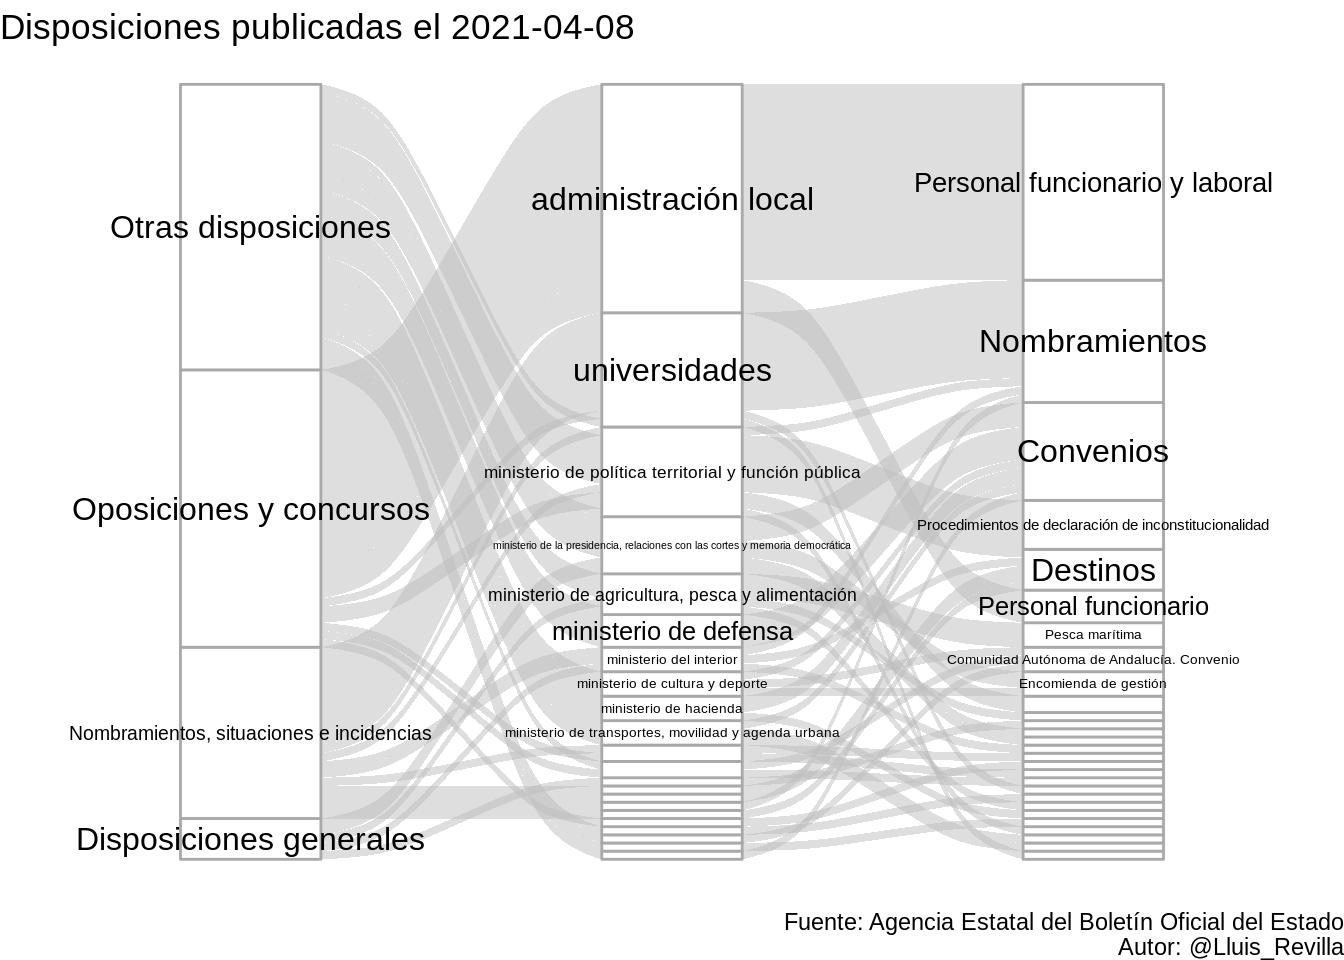 Disposiciones publicadas el 2021-04-08
Otras disposiciones
Oposiciones y concursos
Nombramientos, situaciones e incidencias
Disposiciones generales
administración local
universidades
ministerio de política territorial y función pública
ministerio de la presidencia, relaciones con las cortes y memoria democrática
ministerio de agricultura, pesca y alimentación
ministerio de defensa
ministerio del interior
ministerio de cultura y deporte
ministerio de hacienda
ministerio de transportes, movilidad y agenda urbana
Personal funcionario y laboral
Nombramientos
Convenios
Procedimientos de declaración de inconstitucionalidad
Destinos
Personal funcionario
Pesca marítima
Comunidad Autónoma de Andalucía. Convenio
Encomienda de gestión
Fuente: Agencia Estatal del Boletín Oficial del Estado
Autor: @Lluis_Revilla